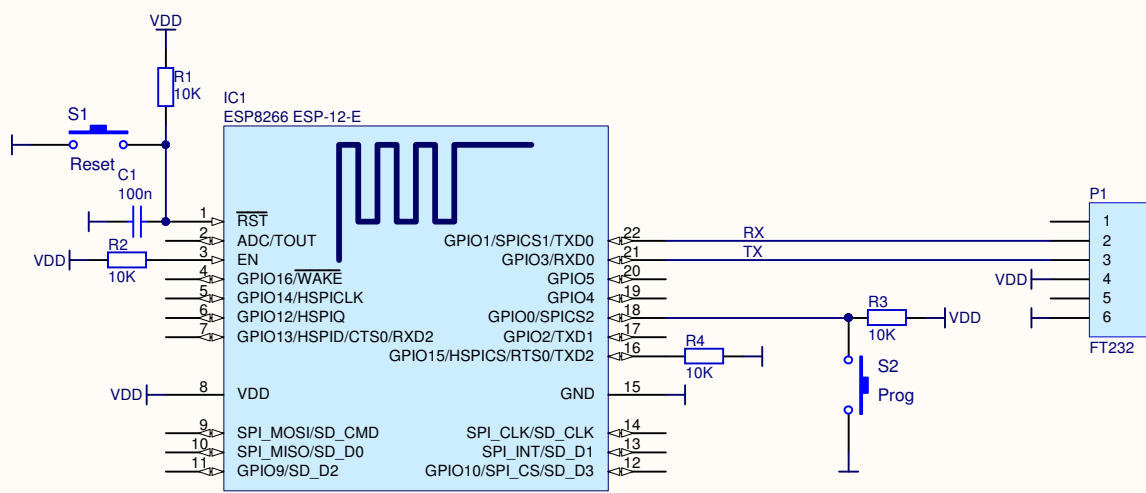 VDD
R1
10K
S1
Reset
C1
100n
VDD
R2
10K
IC1
ESP8266 ESP-12-E
1 RST
2 ADC/TOUT
3 EN
4 GPIO16/WAKE
5 GPIO14/HSPICLK
6 GPIO12/HSPIQ
7 GPIO13/HSPID/CTS0/RXD2
VDD 8 VDD
9 SPI_MOSI/SD_CMD
10 SPI_MISO/SD_D0
11 GPIO9/SD_D2
GPIO1/SPICS1/TXD0 22
GPIO3/RXD0 21
GPIO5 20
GPIO4 19
GPIO0/SPICS2 18
GPIO2/TXD1 17
GPIO15/HSPICS/RTS0/TXD2 16
GND 15
SPI_CLK/SD_CLK 14
SPI_INT/SD_D1 13
GPIO10/SPI_CS/SD_D3 12
RX
TX
R4
10K
R3
10K
VDD
S2
Prog
P1
1
2
3
VDD 4
5
6
FT232